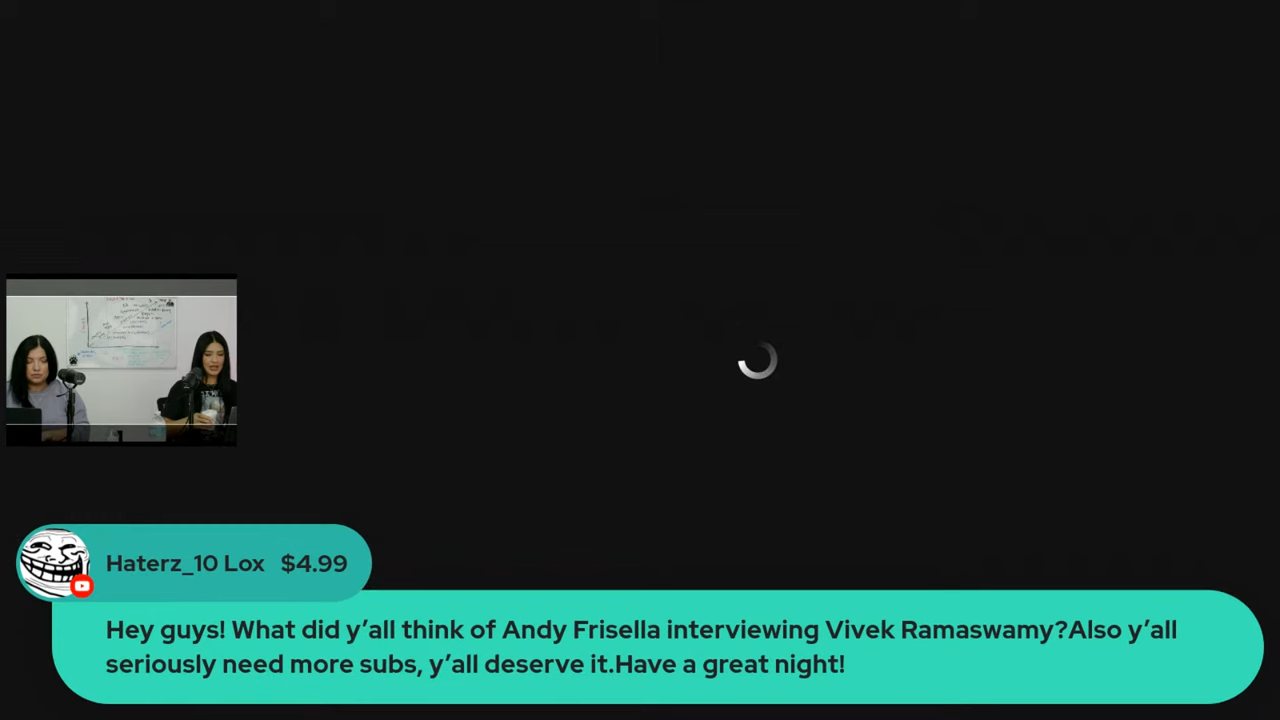 Haterz_10 Lox $4.99
Hey guys! What did y’all think of Andy Frisella interviewing Vivek Ramaswamy?Also y’all
seriously need more subs, y’all deserve it.Have a great night!